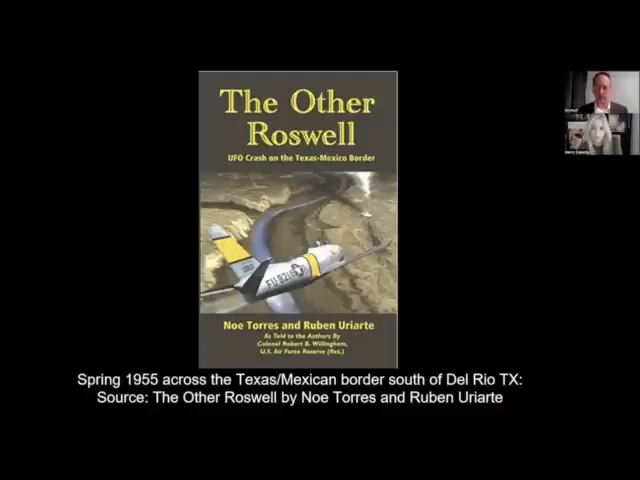 The Other
Roswell
UFO Crash on the Texas-Mexico Border
FU-821
Noe Torres and Ruben Uriarte
As Told to the Authors By
Colonel Robert B. Willingham,
U.S. Air Force Reserve (Res.)
Spring 1955 across the Texas/Mexican border south of Del Rio TX:
Source: The Other Roswell by Noe Torres and Ruben Uriarte